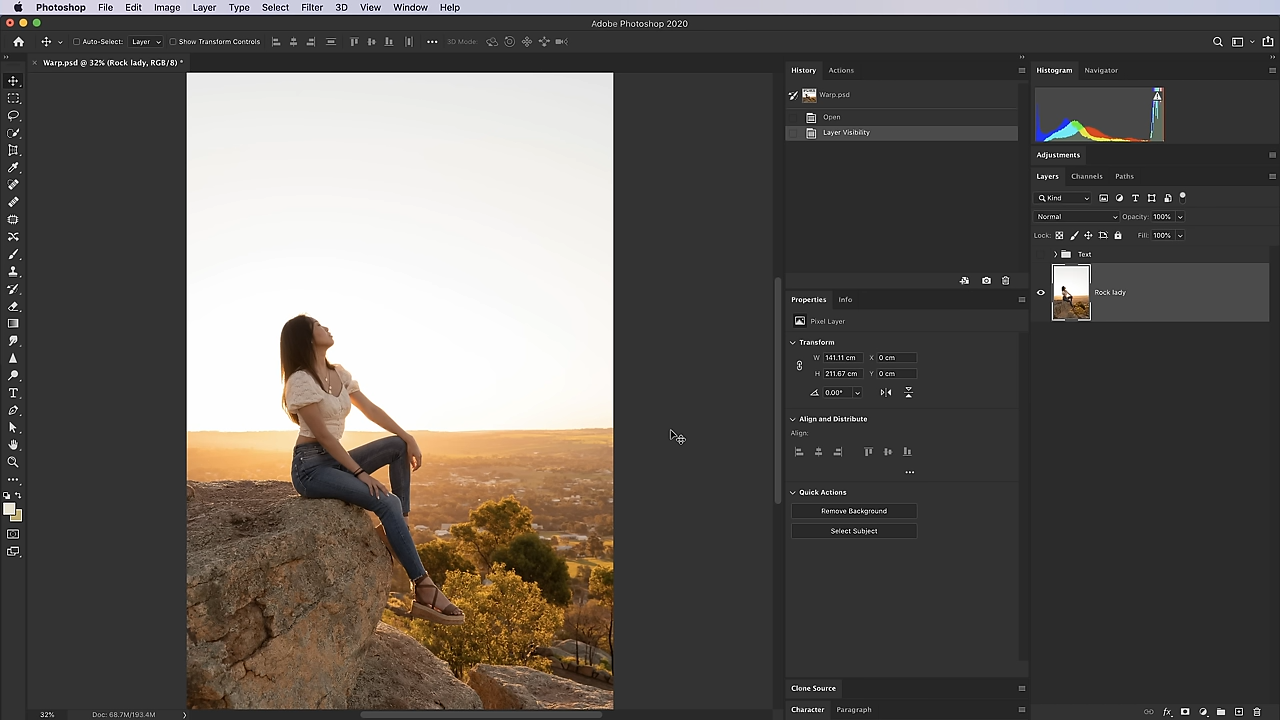 Photoshop File Edit Image Layer Type Select Filter 3D View Window Help
Adobe Photoshop 2020
Auto-Select: Layer Show Transform Controls 3D Mode:
Warp.psd @ 32% (Rock lady, RGB/8) *
History Actions
Warp.psd
Open
Layer Visibility
Properties Info
Pixel Layer
Transform
W 141.11 cm X 0 cm
H 211.67 cm Y 0 cm
0.00°
Align and Distribute
Align:
Quick Actions
Remove Background
Select Subject
Clone Source
Character Paragraph
Histogram Navigator
Adjustments
Layers Channels Paths
Kind
Normal Opacity: 100%
Lock: Fill: 100%
Text
Rock lady
32% Doc: 68.7M/193.4M